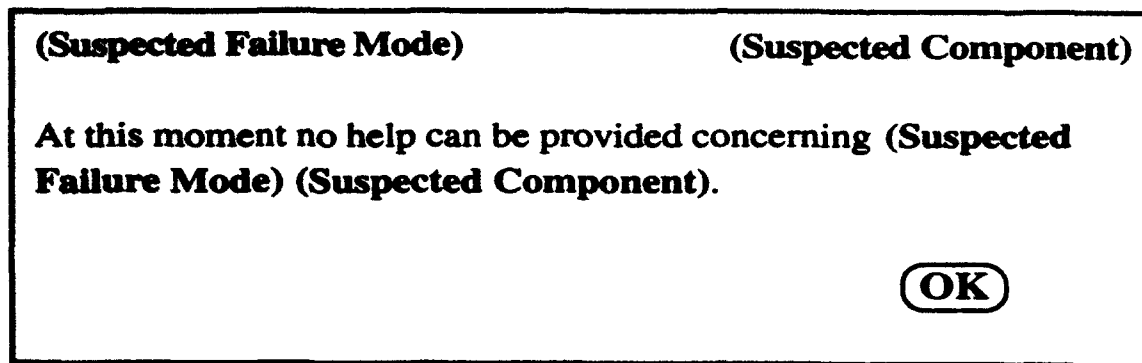 (Suspected Failure Mode) (Suspected Component)
At this moment no help can be provided concerning (Suspected
Failure Mode) (Suspected Component).
OK